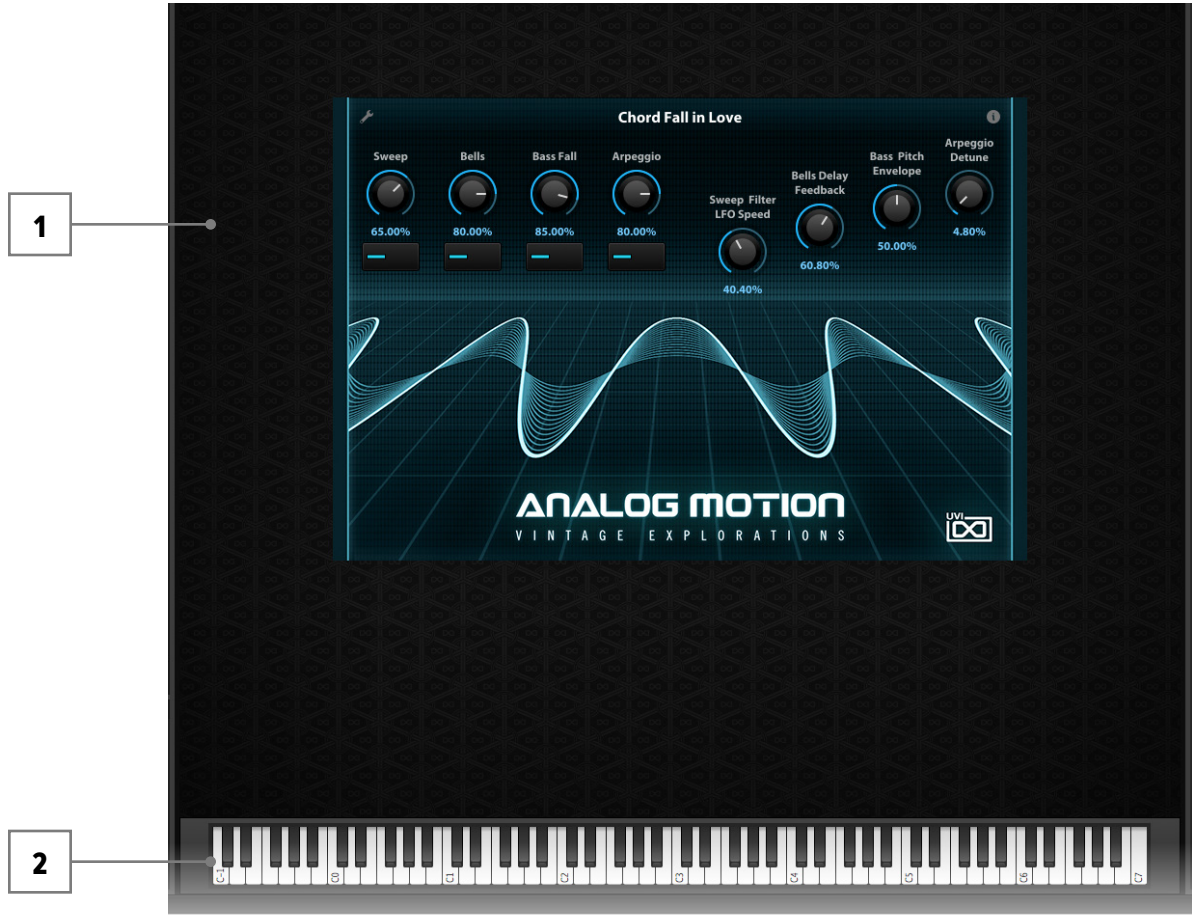 1
Chord Fall in Love
i
Sweep
Bells
Bass Fall
Arpeggio
Sweep Filter
LFO Speed
Bells Delay
Feedback
Bass Pitch
Envelope
Arpeggio
Detune
65.00%
80.00%
85.00%
80.00%
40.40%
60.80%
50.00%
4.80%
ANALOG MOTION
VINTAGE EXPLORATIONS
UVI
2
C-1
C0
C1
C2
C3
C4
C5
C6
C7